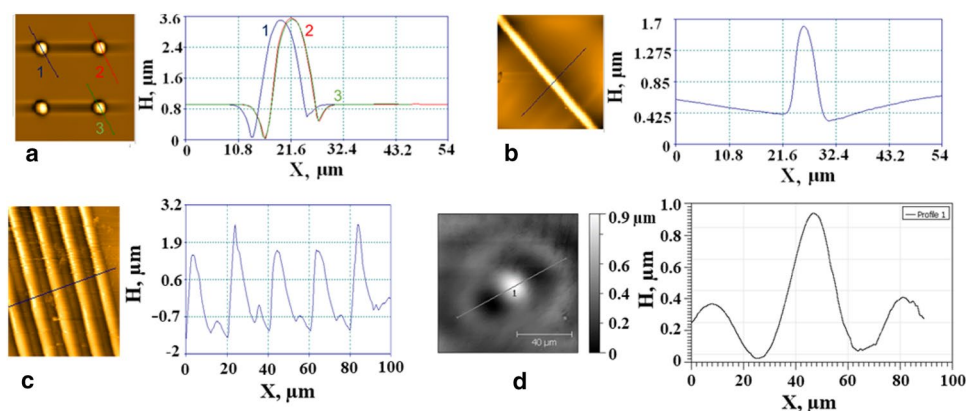 1
2
3
a
H, µm
3.6
2.4
1.6
0.8
0
1
2
3
0 10.8 21.6 32.4 43.2 54
X, µm
b
H, µm
1.7
1.275
0.85
0.425
0
0 10.8 21.6 32.4 43.2 54
X, µm
c
H, µm
3.2
1.9
0.6
-0.7
-2
0 20 40 60 80 100
X, µm
d
1
40 µm
0.9 µm
0.6
0.4
0.2
0
H, µm
1.0
0.8
0.6
0.4
0.2
0
Profile 1
0 20 40 60 80 100
X, µm